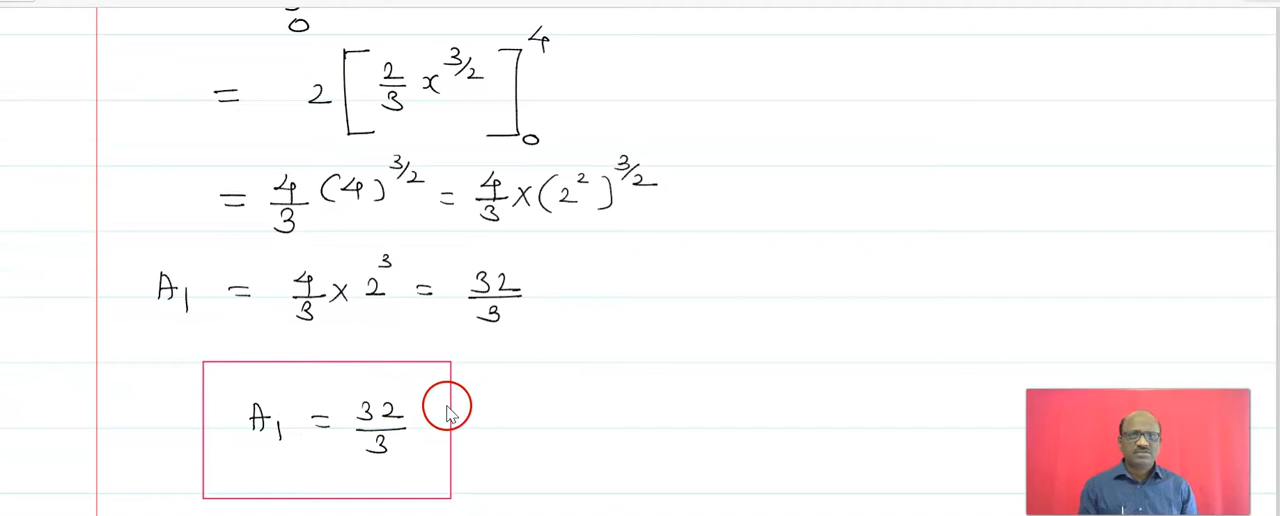 0
= 2 [ 2/3 x^3/2 ]_0^4
= 4/3 (4)^3/2 = 4/3 × (2^2)^3/2
A1 = 4/3 × 2^3 = 32/3
A1 = 32/3